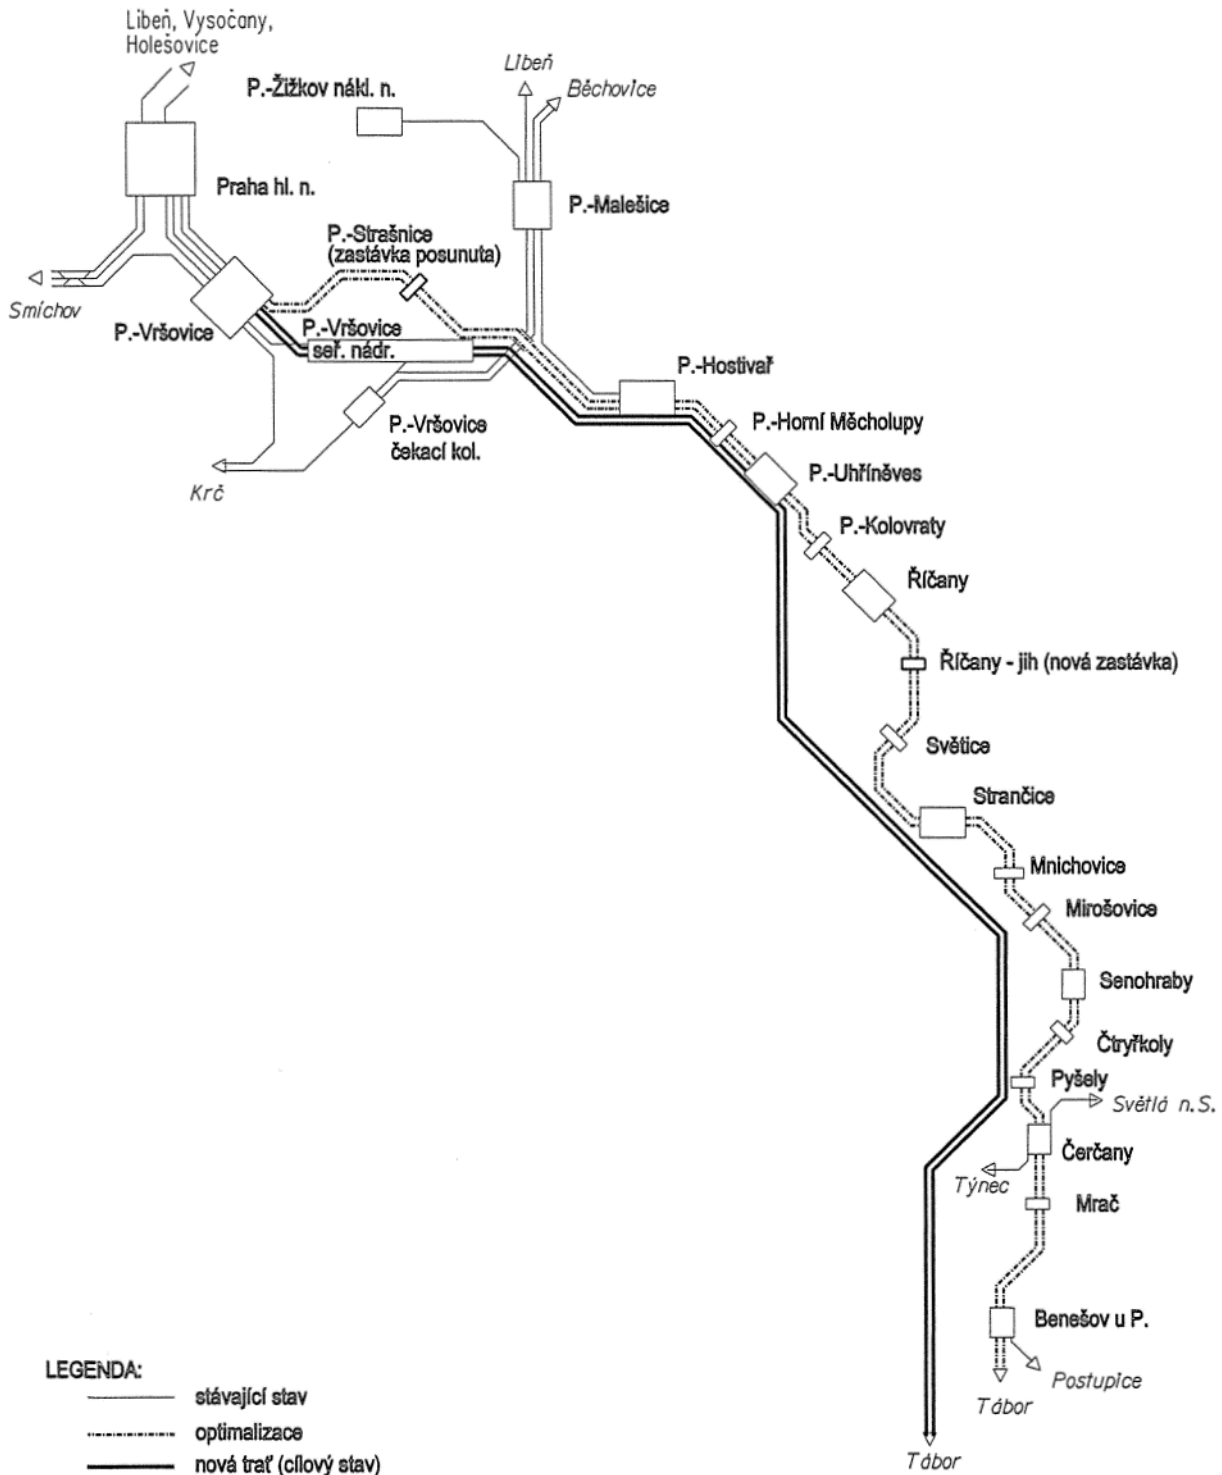 Libeň, Vysočany,
Holešovice
P.-Žižkov nákl. n.
Libeň
Běchovice
Praha hl. n.
P.-Malešice
P.-Strašnice
(zastávka posunuta)
Smíchov
P.-Vršovice
P.-Vršovice
seř. nádr.
P.-Hostivař
P.-Vršovice
čekací kol.
P.-Horní Měcholupy
P.-Uhříněves
Krč
P.-Kolovraty
Říčany
Říčany - jih (nová zastávka)
Světice
Strančice
Mnichovice
Mirošovice
Senohraby
Čtryřkoly
Pyšely
Světlá n.S.
Čerčany
Týnec
Mrač
Benešov u P.
Postupice
Tábor
Tábor
LEGENDA:
stávající stav
optimalizace
nová trať (cílový stav)